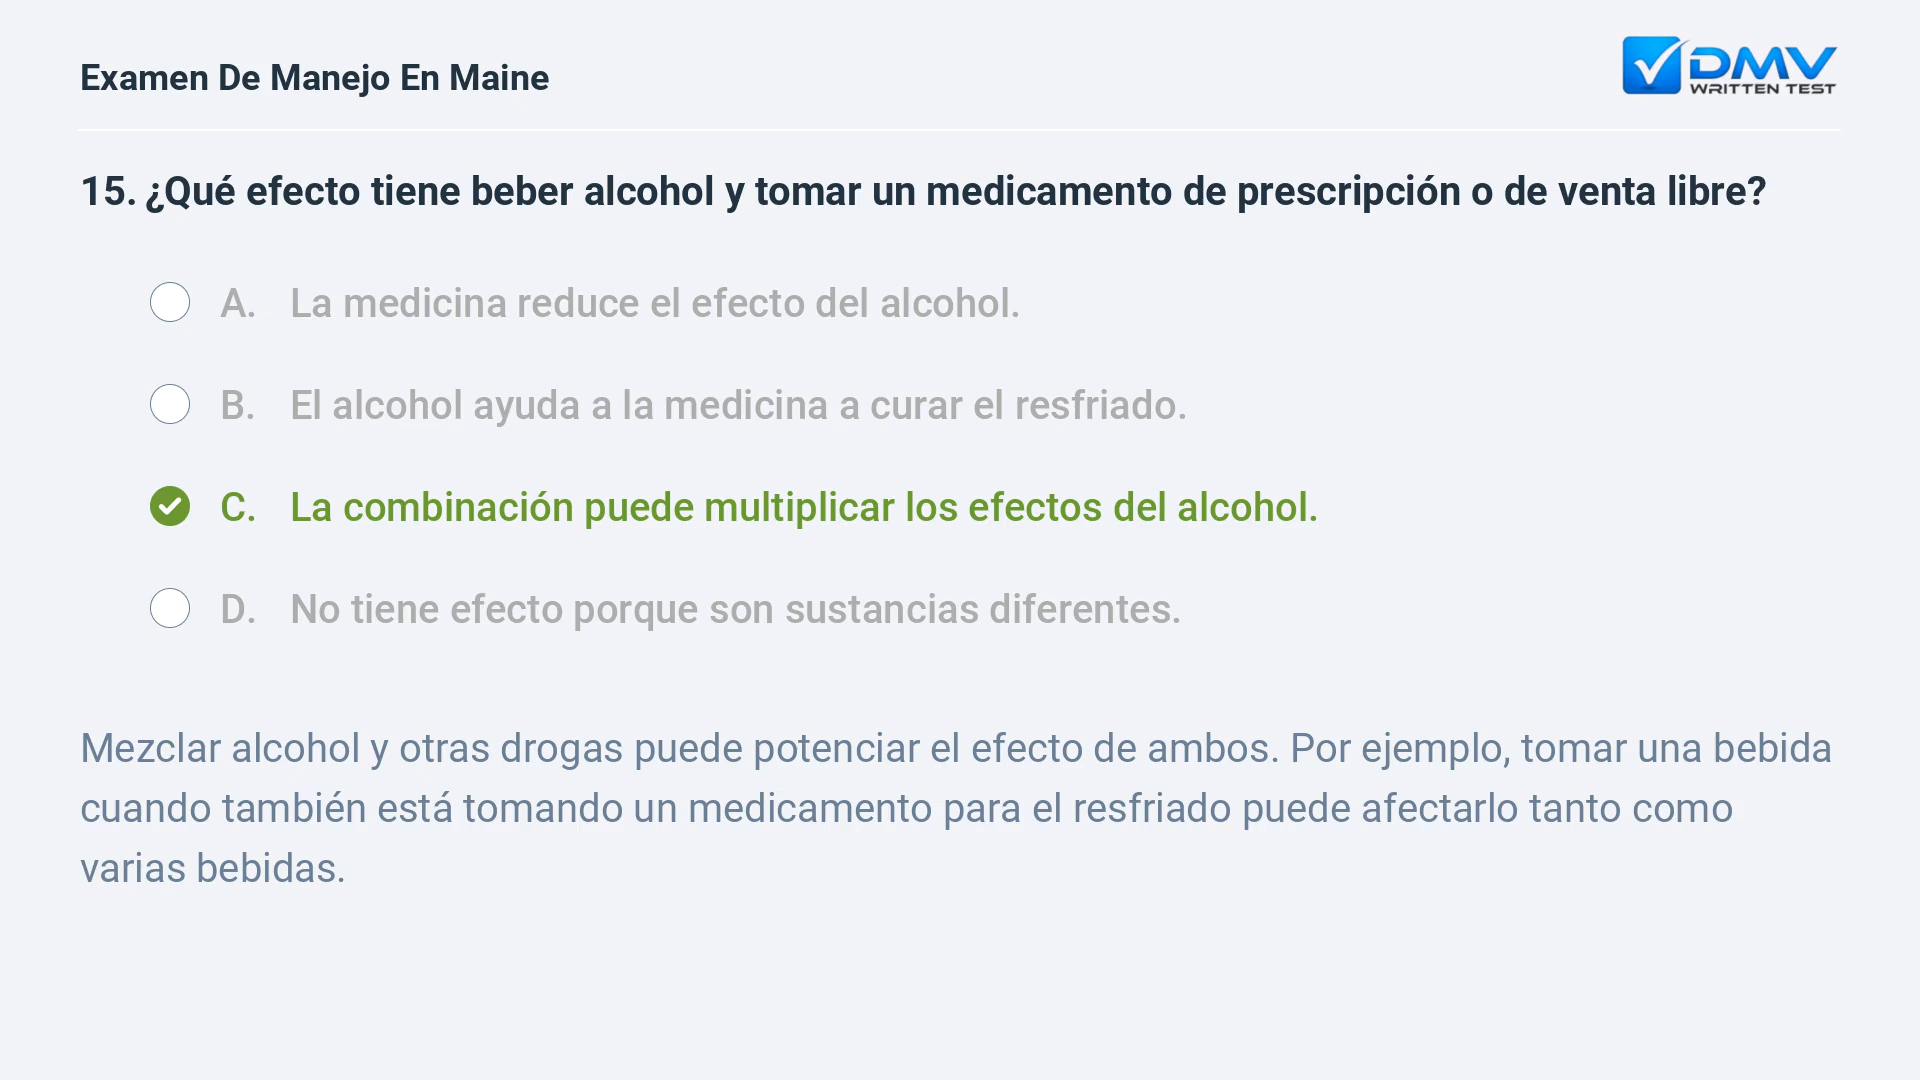 Examen De Manejo En Maine
DMV
WRITTEN TEST
15. ¿Qué efecto tiene beber alcohol y tomar un medicamento de prescripción o de venta libre?
A. La medicina reduce el efecto del alcohol.
B. El alcohol ayuda a la medicina a curar el resfriado.
C. La combinación puede multiplicar los efectos del alcohol.
D. No tiene efecto porque son sustancias diferentes.
Mezclar alcohol y otras drogas puede potenciar el efecto de ambos. Por ejemplo, tomar una bebida
cuando también está tomando un medicamento para el resfriado puede afectarlo tanto como
varias bebidas.